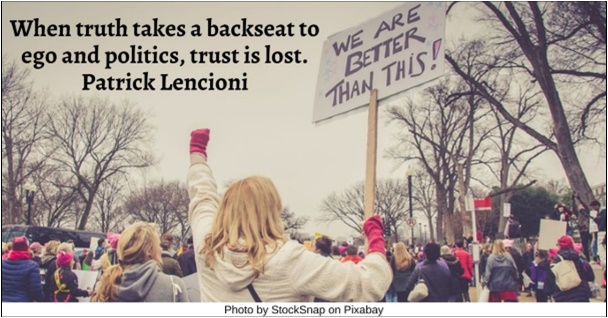 When truth takes a backseat to
ego and politics, trust is lost.
Patrick Lencioni
WE ARE
BETTER
THAN THIS!
Photo by StockSnap on Pixabay